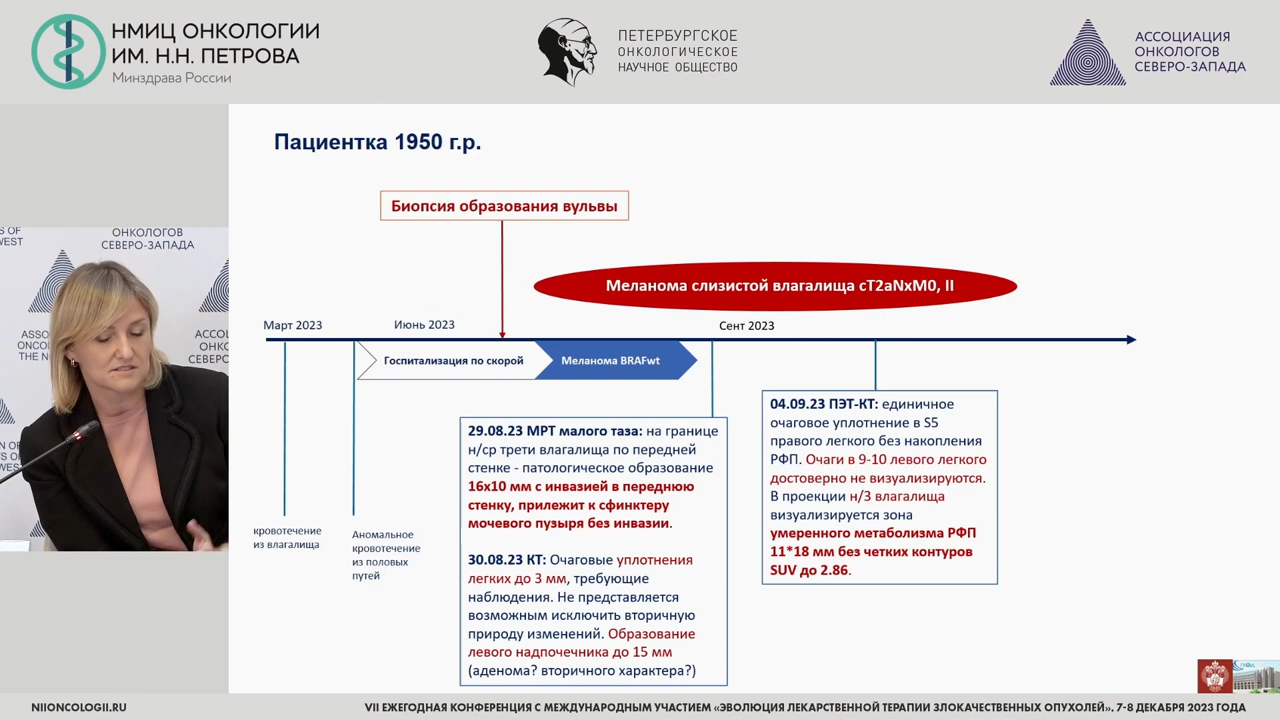 НМИЦ ОНКОЛОГИИ
ИМ. Н.Н. ПЕТРОВА
Минздрава России
ПЕТЕРБУРГСКОЕ
ОНКОЛОГИЧЕСКОЕ
НАУЧНОЕ ОБЩЕСТВО
АССОЦИАЦИЯ
ОНКОЛОГОВ
СЕВЕРО-ЗАПАДА
Пациентка 1950 г.р.
Биопсия образования вульвы
Меланома слизистой влагалища cT2aNxM0, II
Март 2023
Июнь 2023
Сент 2023
Госпитализация по скорой
Меланома BRAFwt
кровотечение
из влагалища
Аномальное
кровотечение
из половых
путей
29.08.23 МРТ малого таза: на границе
н/ср трети влагалища по передней
стенке - патологическое образование
16х10 мм с инвазией в переднюю
стенку, прилежит к сфинктеру
мочевого пузыря без инвазии.
30.08.23 КТ: Очаговые уплотнения
легких до 3 мм, требующие
наблюдения. Не представляется
возможным исключить вторичную
природу изменений. Образование
левого надпочечника до 15 мм
(аденома? вторичного характера?)
04.09.23 ПЭТ-КТ: единичное
очаговое уплотнение в S5
правого легкого без накопления
РФП. Очаги в 9-10 левого легкого
достоверно не визуализируются.
В проекции н/3 влагалища
визуализируется зона
умеренного метаболизма РФП
11*18 мм без четких контуров
SUV до 2.86.
ОНКОЛОГОВ
СЕВЕРО-ЗАПАДА
NIIONCOLOGII.RU
VII ЕЖЕГОДНАЯ КОНФЕРЕНЦИЯ С МЕЖДУНАРОДНЫМ УЧАСТИЕМ «ЭВОЛЮЦИЯ ЛЕКАРСТВЕННОЙ ТЕРАПИИ ЗЛОКАЧЕСТВЕННЫХ ОПУХОЛЕЙ». 7-8 ДЕКАБРЯ 2023 ГОДА